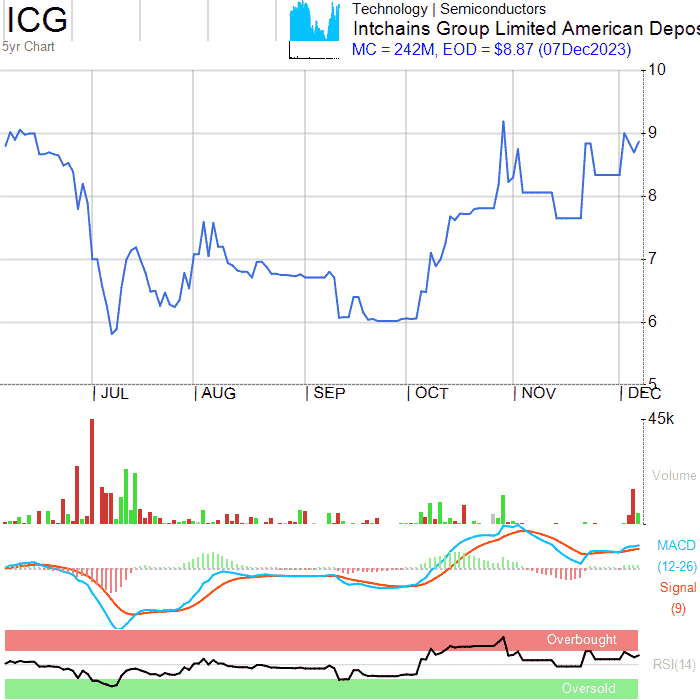 ICG
5yr Chart
Technology | Semiconductors
Intchains Group Limited American Depos
MC = 242M, EOD = $8.87 (07Dec2023)
10
9
8
7
6
5
JUL AUG SEP OCT NOV DEC
45k
Volume
MACD
(12-26)
Signal
(9)
Overbought
RSI(14)
Oversold